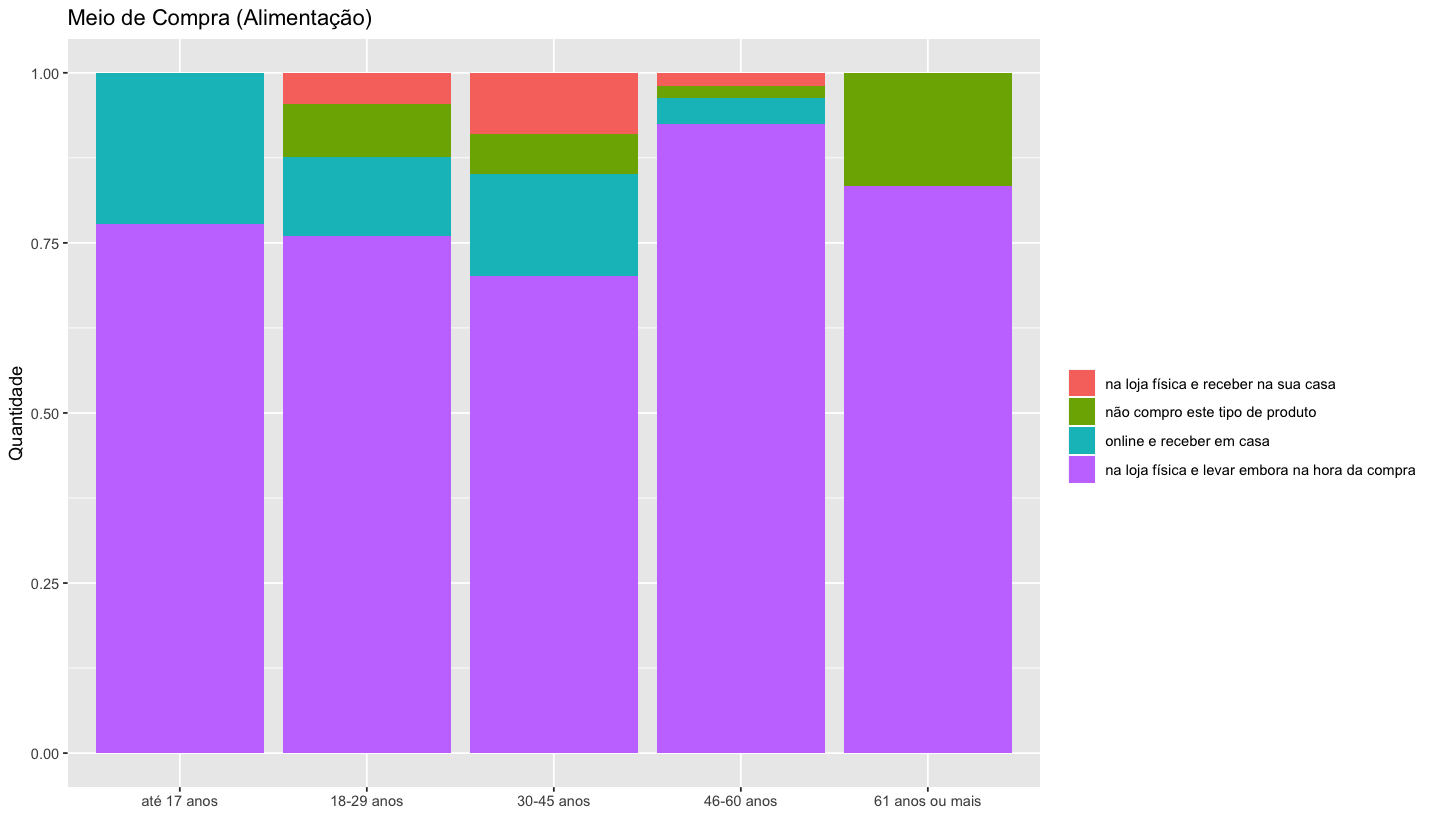 Meio de Compra (Alimentação)
Quantidade
1.00
0.75
0.50
0.25
0.00
até 17 anos
18-29 anos
30-45 anos
46-60 anos
61 anos ou mais
na loja física e receber na sua casa
não compro este tipo de produto
online e receber em casa
na loja física e levar embora na hora da compra